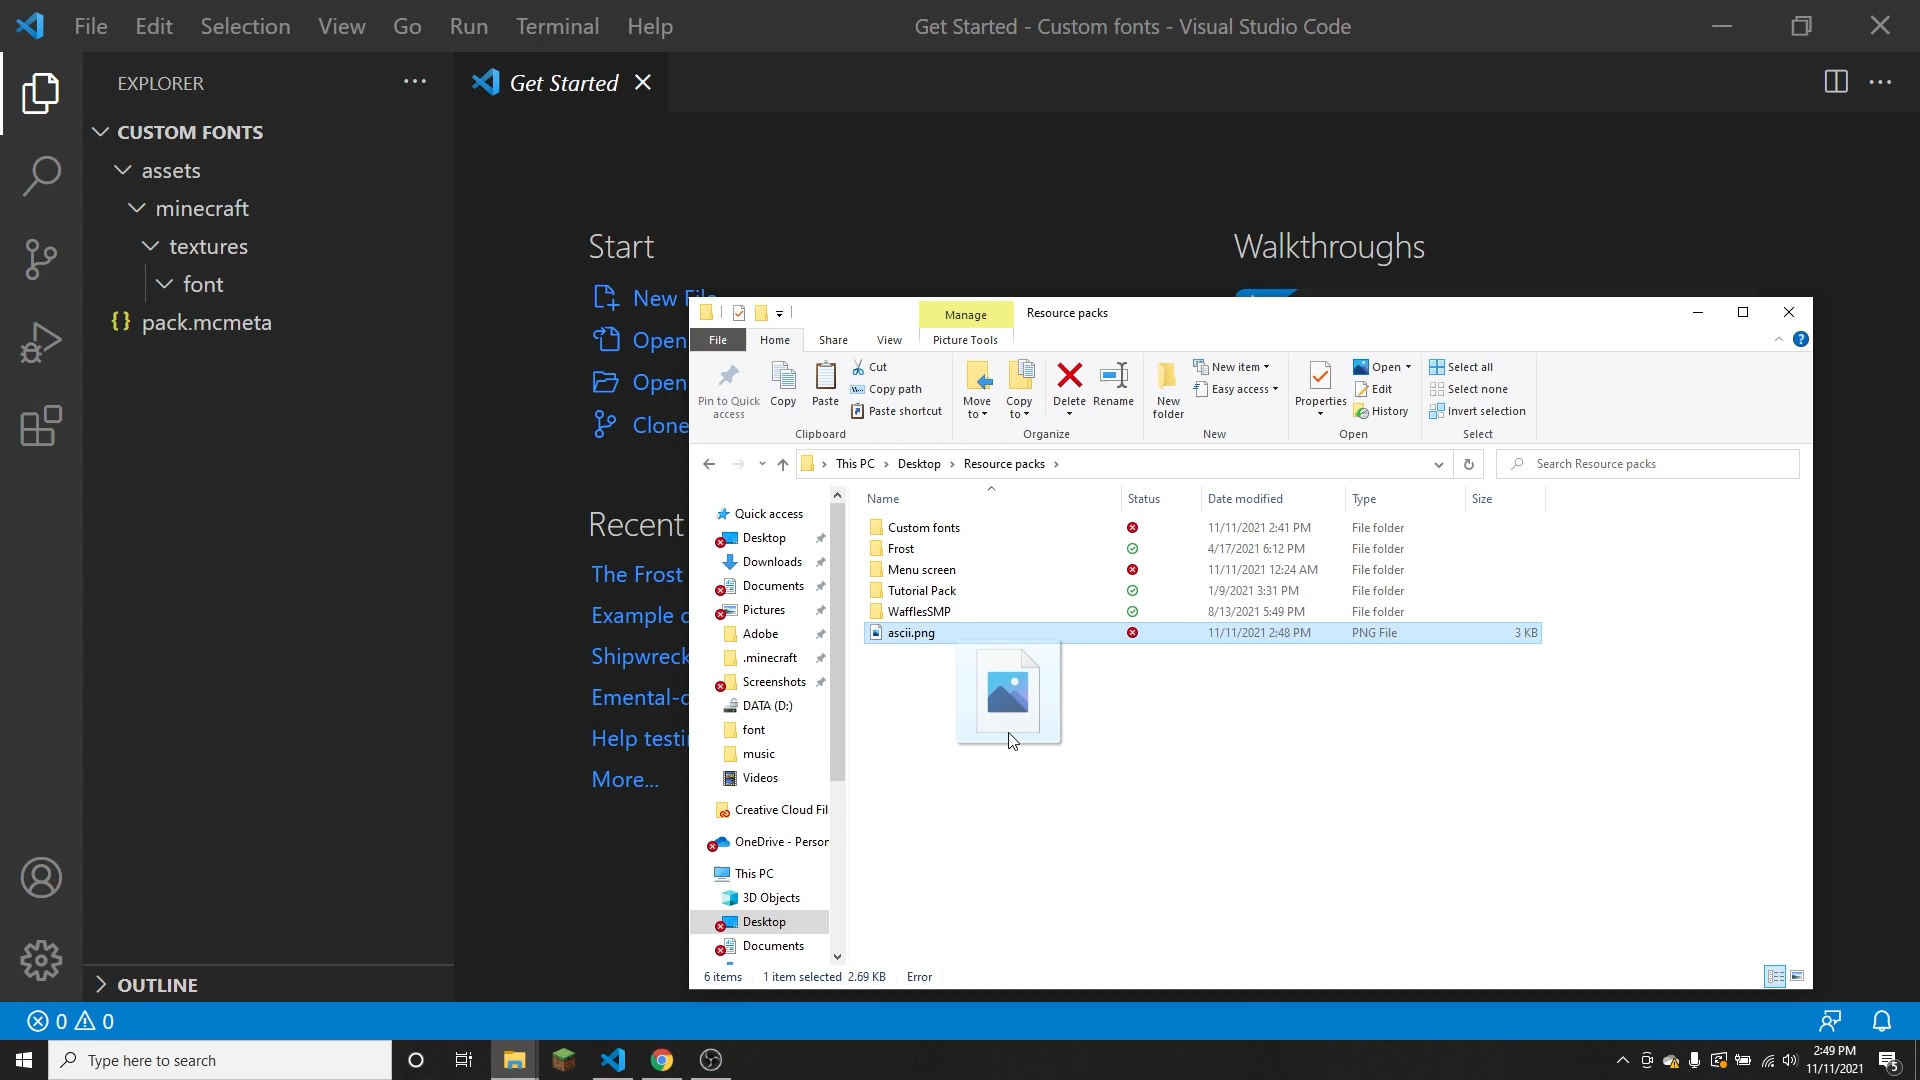 File Edit Selection View Go Run Terminal Help
Get Started - Custom fonts - Visual Studio Code
EXPLORER
Get Started
CUSTOM FONTS
assets
minecraft
textures
font
{} pack.mcmeta
OUTLINE
Start
Walkthroughs
New
Open
Open
Clone
Recent
The Frost
Example
Shipwreck
Help
More...
Manage
Resource packs
File Home Share View Picture Tools
Pin to Quick access
Copy
Paste
Cut
Copy path
Paste shortcut
Clipboard
Move to
Copy to
Delete
Rename
Organize
New folder
New item
Easy access
New
Properties
Open
Edit
History
Open
Select all
Select none
Invert selection
Select
This PC > Desktop > Resource packs >
Search Resource packs
Quick access
Desktop
Downloads
Documents
Pictures
Adobe
.minecraft
Screenshots
DATA (D:)
font
music
Videos
Creative Cloud Fil
OneDrive - Person
This PC
3D Objects
Desktop
Documents
Name Status Date modified Type Size
Custom fonts 11/11/2021 2:41 PM File folder
Frost 4/17/2021 6:12 PM File folder
Menu screen 11/11/2021 12:24 AM File folder
Tutorial Pack 1/9/2021 3:31 PM File folder
WafflesSMP 8/13/2021 5:49 PM File folder
ascii.png 11/11/2021 2:48 PM PNG File 3 KB
6 items 1 item selected 2.69 KB Error
0 0
Type here to search
2:49 PM
11/11/2021
5